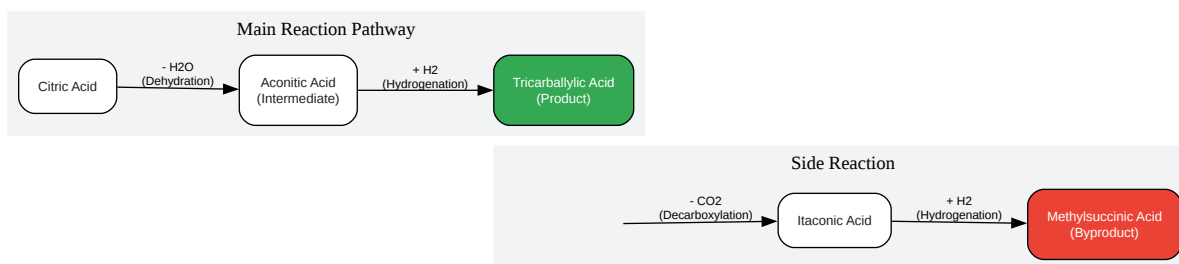 Main Reaction Pathway
Citric Acid
- H2O
(Dehydration)
Aconitic Acid
(Intermediate)
+ H2
(Hydrogenation)
Tricarballylic Acid
(Product)
Side Reaction
- CO2
(Decarboxylation)
Itaconic Acid
+ H2
(Hydrogenation)
Methylsuccinic Acid
(Byproduct)